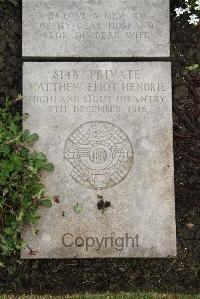 IN LOVING MEMORY
OF MY DEAR HUSBAND
FROM HIS DEAR WIFE
8148 PRIVATE
MATTHEW ELIOT HENDRIE
HIGHLAND LIGHT INFANTRY
8TH DECEMBER 1916
Copyright